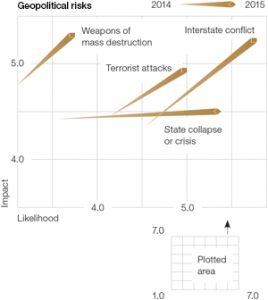 Geopolitical risks
2014
2015
Weapons of
mass destruction
Interstate conflict
Terrorist attacks
State collapse
or crisis
5.0
4.0
Impact
Likelihood
4.0
5.0
7.0
Plotted
area
1.0
7.0